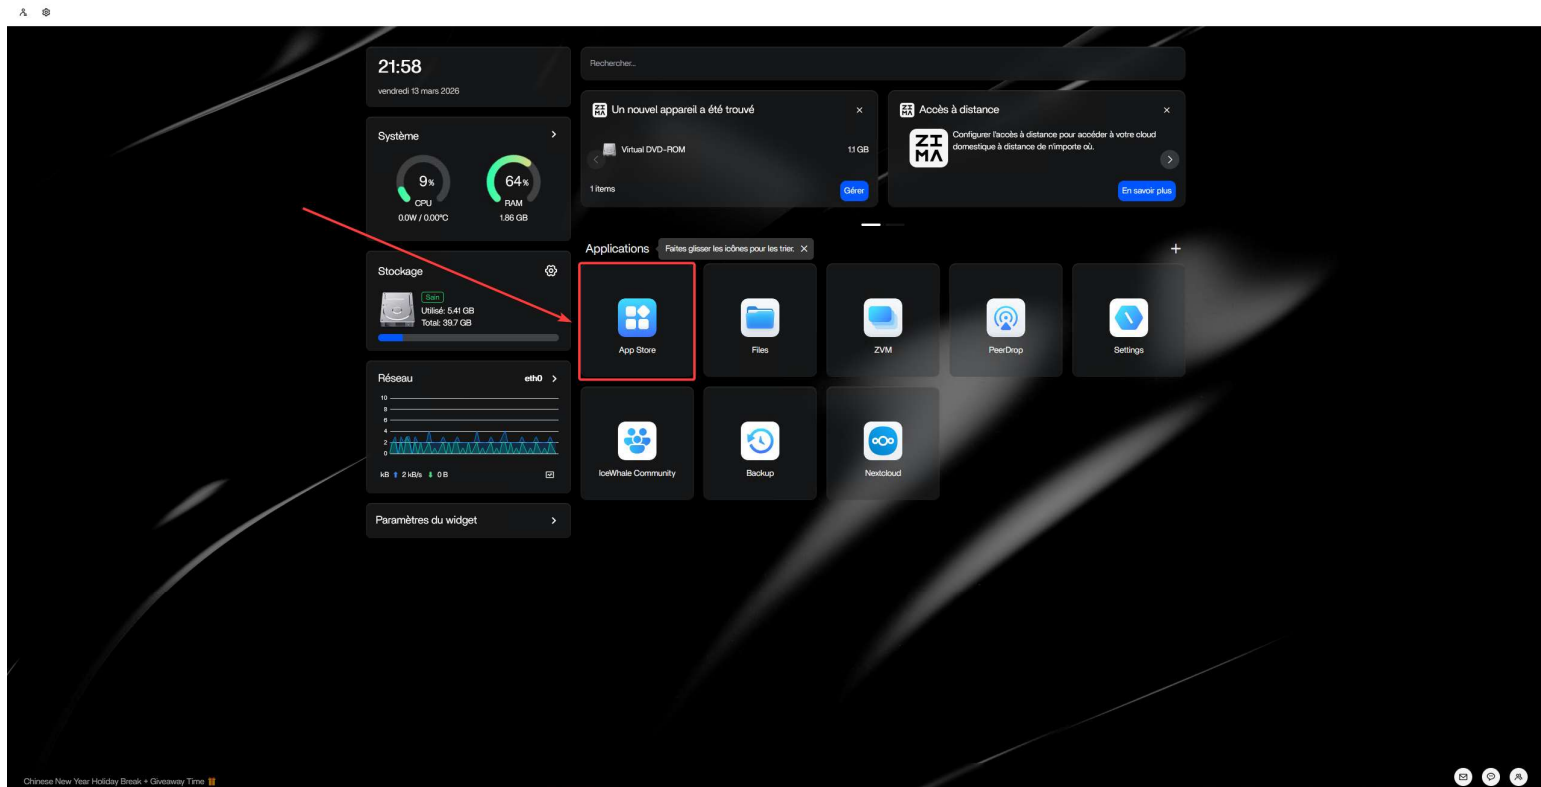 21:58
vendredi 13 mars 2026
Rechercher...
ZI
MA
Un nouvel appareil a été trouvé
Virtual DVD-ROM
1.1 GB
1 items
Gérer
ZI
MA
Accès à distance
ZI
MA
Configurer l'accès à distance pour accéder à votre cloud
domestique à distance de n'importe où.
En savoir plus
Système
9%
CPU
0.0W / 0.00°C
64%
RAM
1.86 GB
Stockage
Sain
Utilisé: 5.41 GB
Total: 39.7 GB
Réseau
eth0
10
8
6
4
2
0
kB 2 kB/s 0 B
Paramètres du widget
Applications
Faites glisser les icônes pour les trier.
App Store
Files
ZVM
PeerDrop
Settings
IceWhale Community
Backup
Nextcloud
Chinese New Year Holiday Break + Giveaway Time